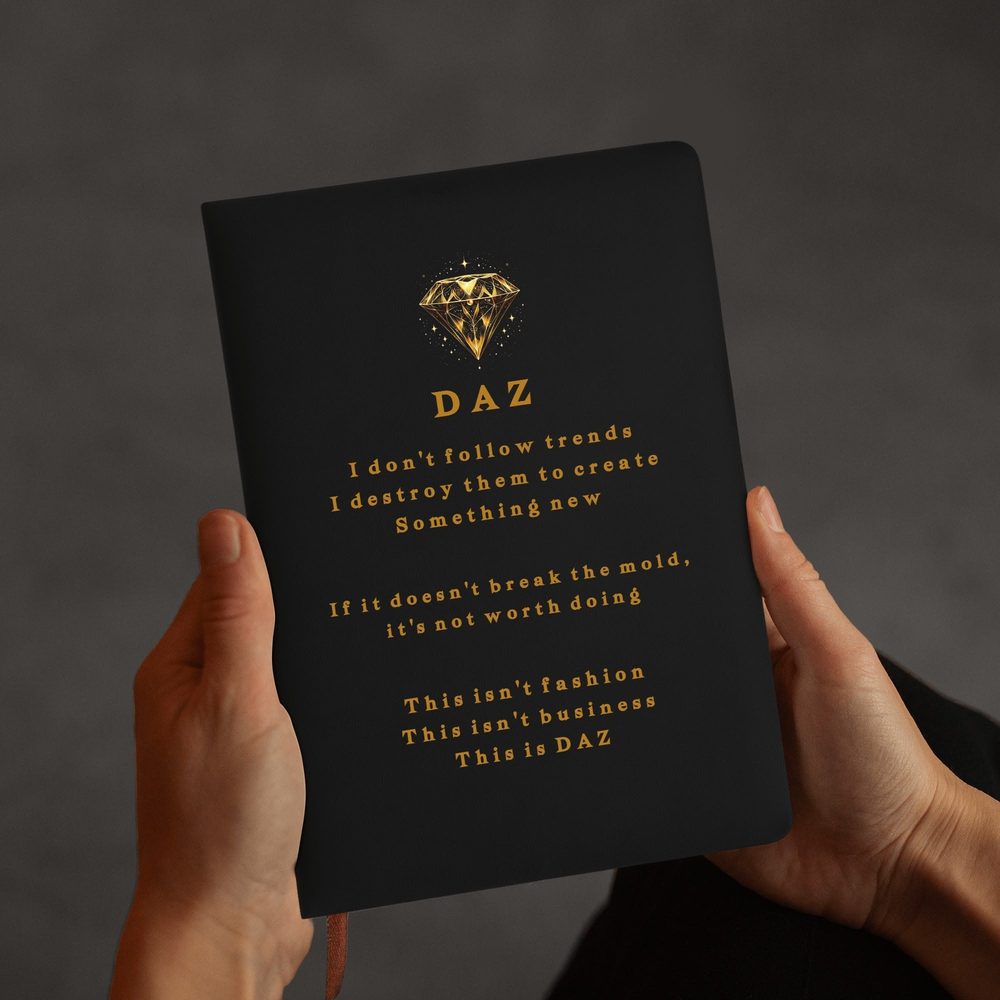 DAZ
I don't follow trends
I destroy them to create
Something new
If it doesn't break the mold,
it's not worth doing
This isn't fashion
This isn't business
This is DAZ